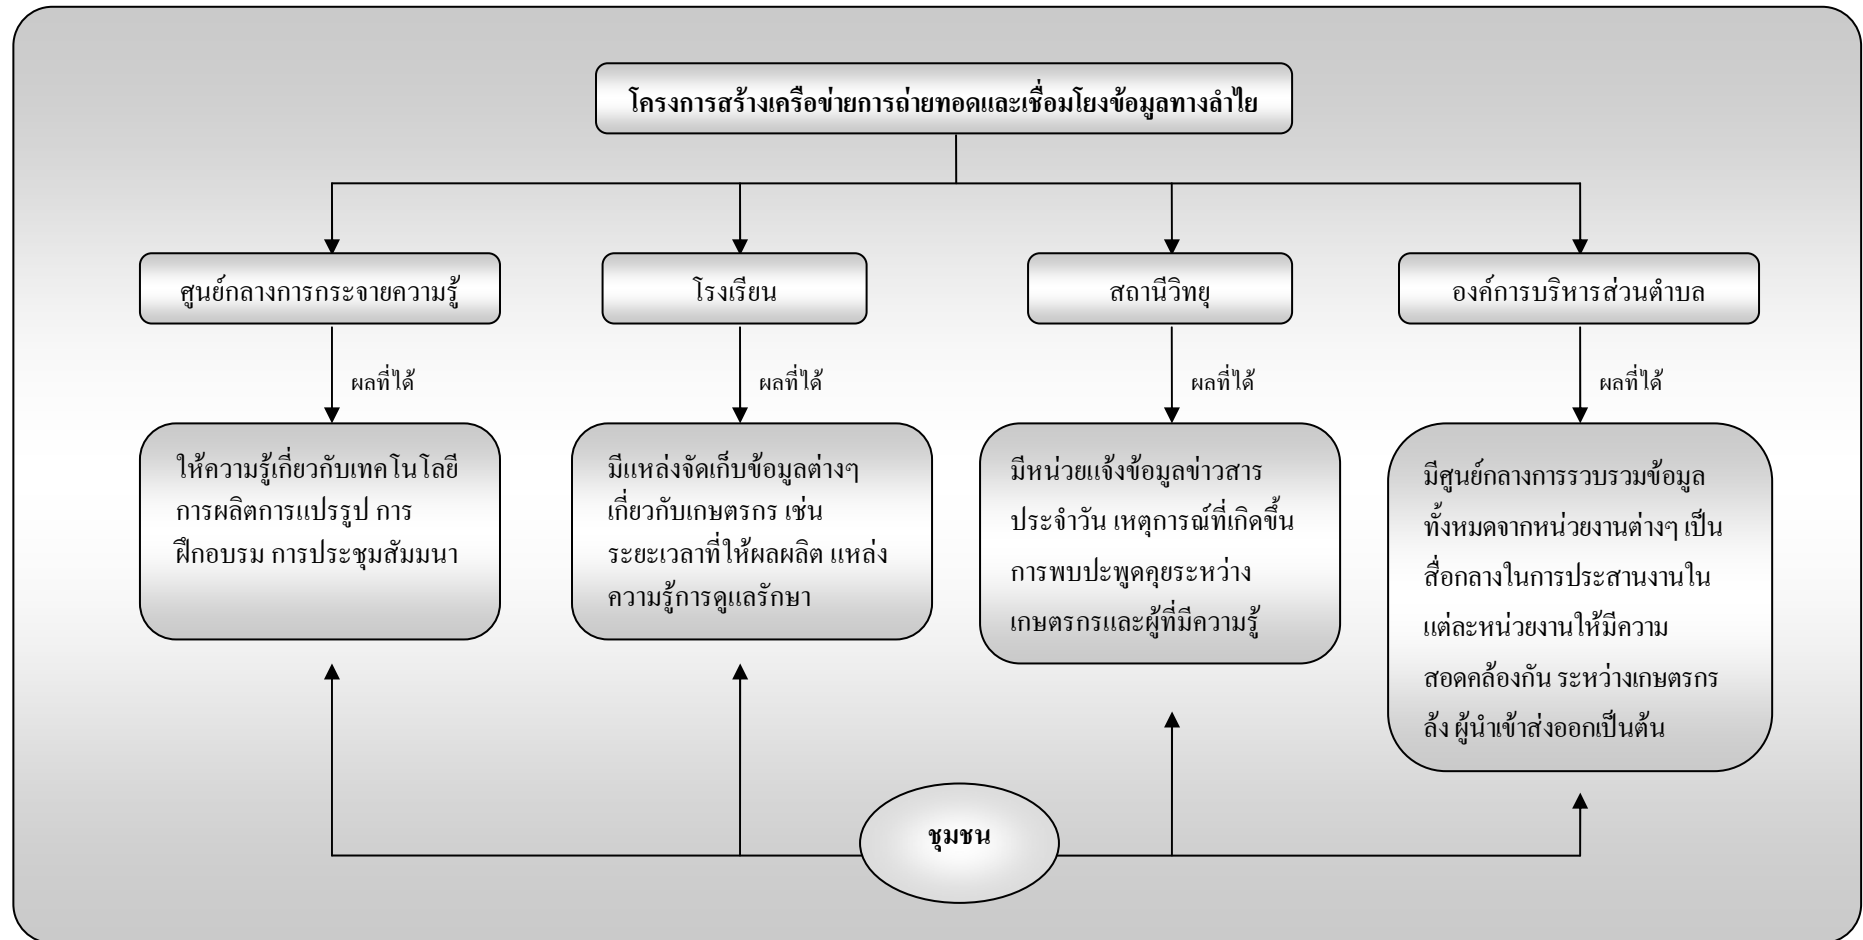 โครงการสร้างเครือข่ายการถ่ายทอดและเชื่อมโยงข้อมูลทางลำไย
ศูนย์กลางการกระจายความรู้
โรงเรียน
สถานีวิทยุ
องค์การบริหารส่วนตำบล
ผลที่ได้
ผลที่ได้
ผลที่ได้
ผลที่ได้
ให้ความรู้เกี่ยวกับเทคโนโลยี
การผลิตการแปรรูป การ
ฝึกอบรม การประชุมสัมมนา
มีแหล่งจัดเก็บข้อมูลต่างๆ
เกี่ยวกับเกษตรกร เช่น
ระยะเวลาที่ให้ผลผลิต แหล่ง
ความรู้การดูแลรักษา
มีหน่วยแจ้งข้อมูลข่าวสาร
ประจำวัน เหตุการณ์ที่เกิดขึ้น
การพบปะพูดคุยระหว่าง
เกษตรกรและผู้ที่มีความรู้
มีศูนย์กลางการรวบรวมข้อมูล
ทั้งหมดจากหน่วยงานต่างๆ เป็น
สื่อกลางในการประสานงานใน
แต่ละหน่วยงานให้มีความ
สอดคล้องกัน ระหว่างเกษตรกร
ล้ง ผู้นำเข้าส่งออกเป็นต้น
ชุมชน